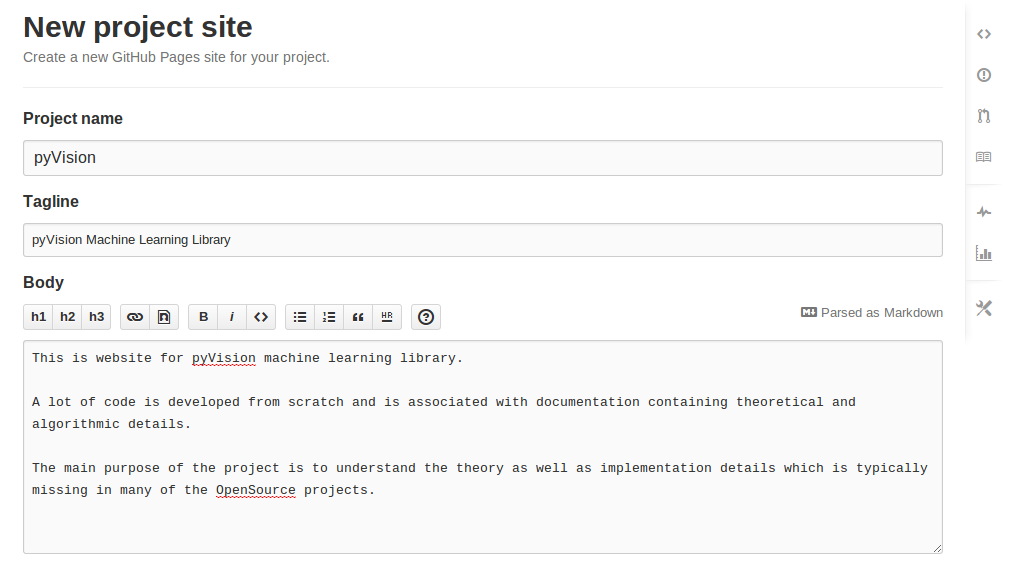 New project site
Create a new GitHub Pages site for your project.
Project name
pyVision
Tagline
pyVision Machine Learning Library
Body
h1 h2 h3 B i <> 1 2 “ HR ? M↓ Parsed as Markdown
This is website for pyVision machine learning library.
A lot of code is developed from scratch and is associated with documentation containing theoretical and
algorithmic details.
The main purpose of the project is to understand the theory as well as implementation details which is typically
missing in many of the OpenSource projects.